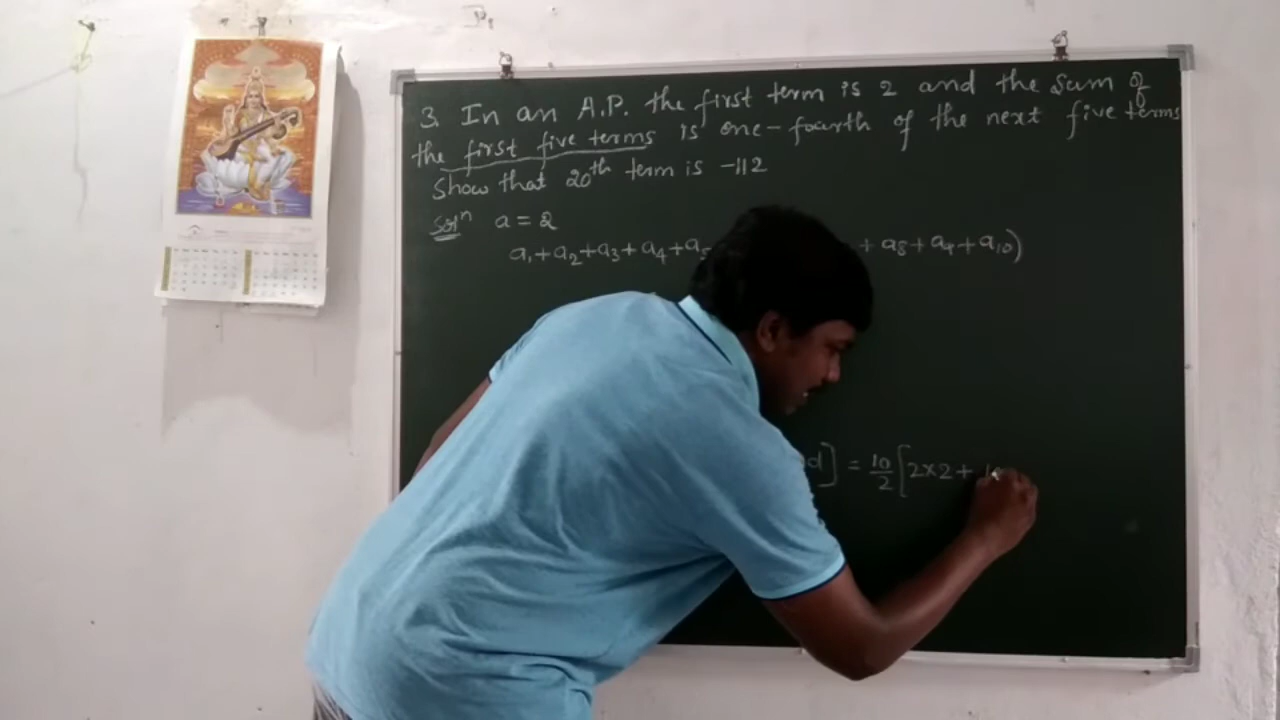 3. In an A.P. the first term is 2 and the sum of
the first five terms is one-fourth of the next five terms
Show that 20th term is -112
Solⁿ a = 2
a₁+a₂+a₃+a₄+a₅ + a₈+a₉+a₁₀)
d] = 10/2 [2×2+